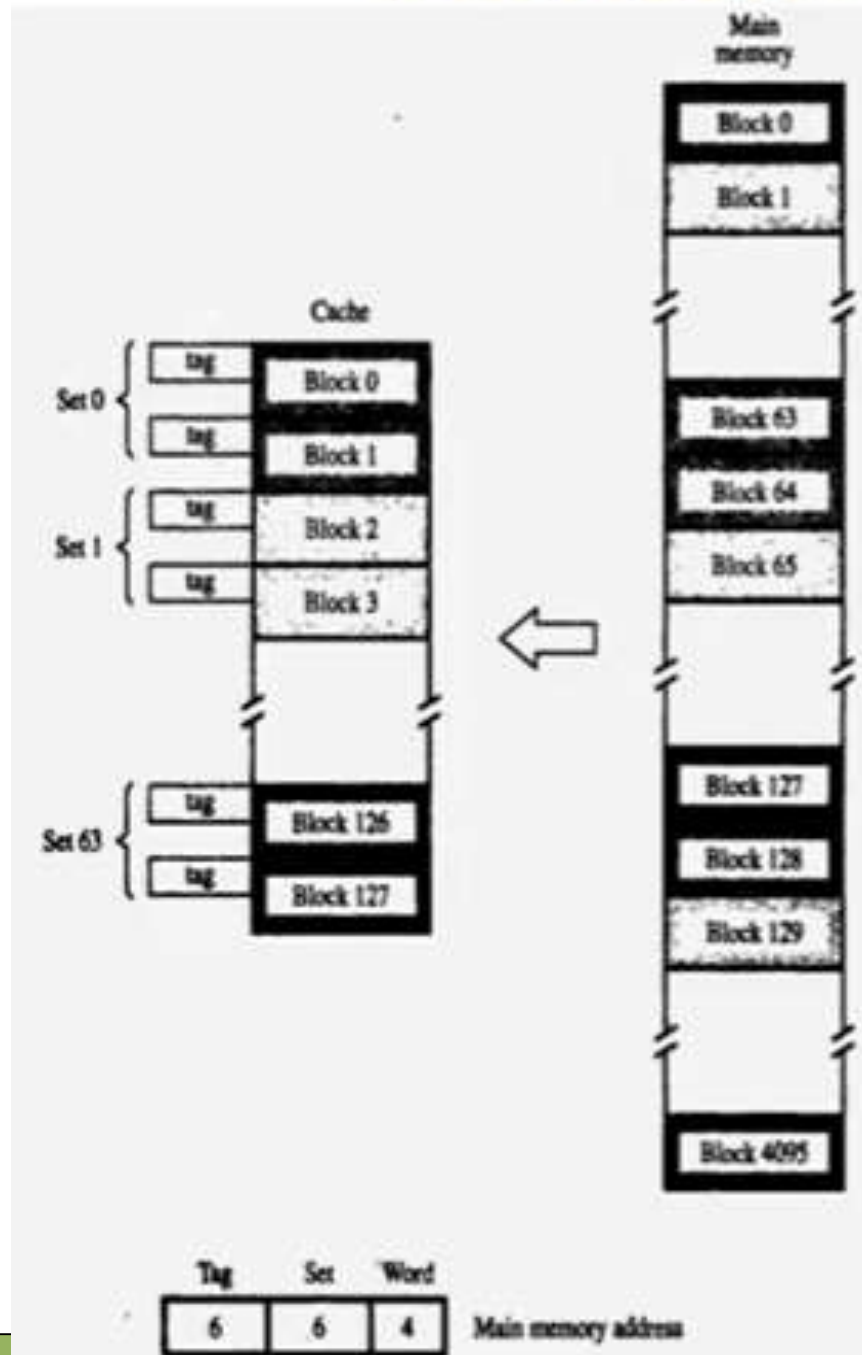 Main
memory
Block 0
Block 1
Cache
tag
Block 0
Set 0
Block 63
tag
Block 1
Block 64
tag
Block 2
Set 1
Block 65
tag
Block 3
Block 127
tag
Block 126
Set 63
Block 128
tag
Block 127
Block 129
Block 4095
Tag Set Word
6 6 4 Main memory address